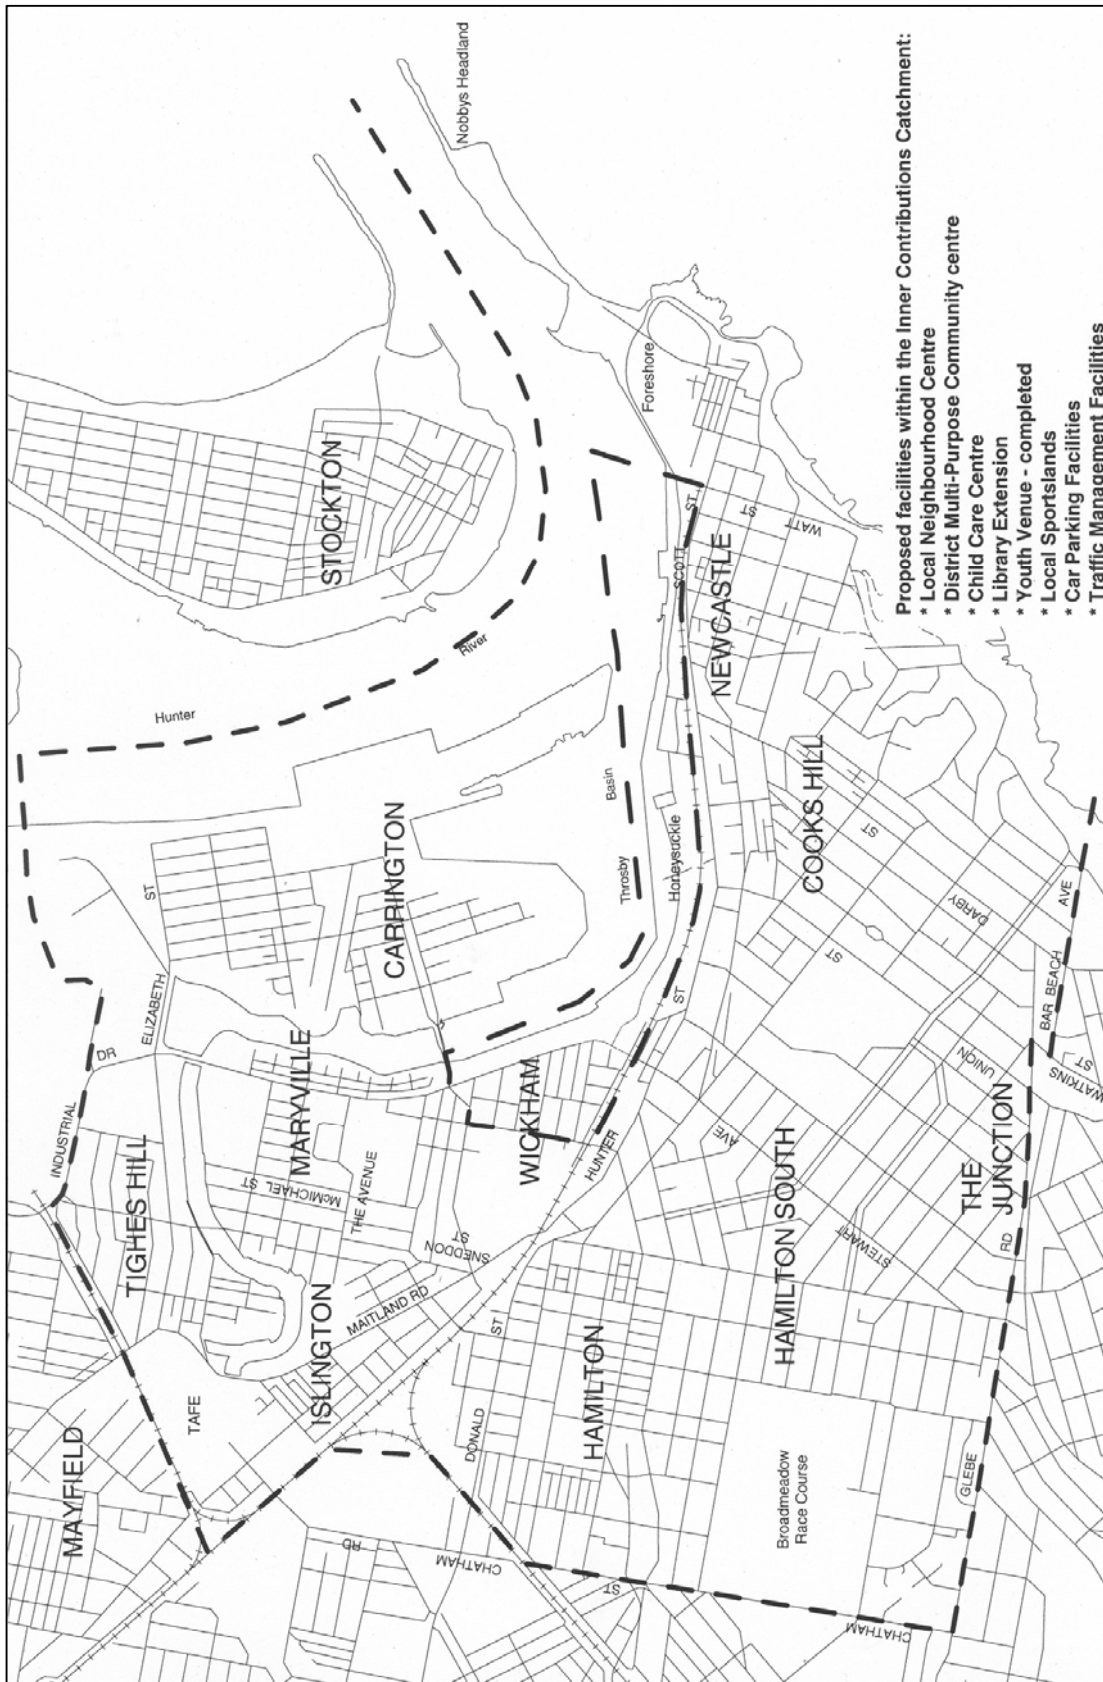 Nobbys Headland
STOCKTON
Foreshore
Hunter
River
SCOTT ST
WATT ST
NEWCASTLE
Throsby Basin
Honeysuckle
CARRINGTON
ELIZABETH ST
INDUSTRIAL DR
TIGHES HILL
MARYVILLE
McMICHAEL ST
THE AVENUE
SNEDDON ST
WICKHAM
HUNTER ST
COOKS HILL
DARBY ST
ST
UNION
AVE
STEWART
BAR BEACH AVE
WATKINS ST
THE
JUNCTION
HAMILTON SOUTH
RD
GLEBE
MAYFIELD
TAFE
ISLINGTON
MAITLAND RD
DONALD ST
HAMILTON
Broadmeadow
Race Course
CHATHAM RD
CHATHAM ST
Proposed facilities within the Inner Contributions Catchment:
* Local Neighbourhood Centre
* District Multi-Purpose Community centre
* Child Care Centre
* Library Extension
* Youth Venue - completed
* Local Sportslands
* Car Parking Facilities
* Traffic Management Facilities